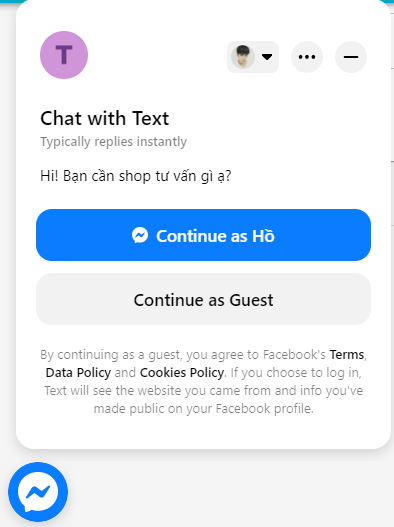 T
Chat with Text
Typically replies instantly
Hi! Bạn cần shop tư vấn gì ạ?
Continue as Hồ
Continue as Guest
By continuing as a guest, you agree to Facebook's Terms,
Data Policy and Cookies Policy. If you choose to log in,
Text will see the website you came from and info you've
made public on your Facebook profile.